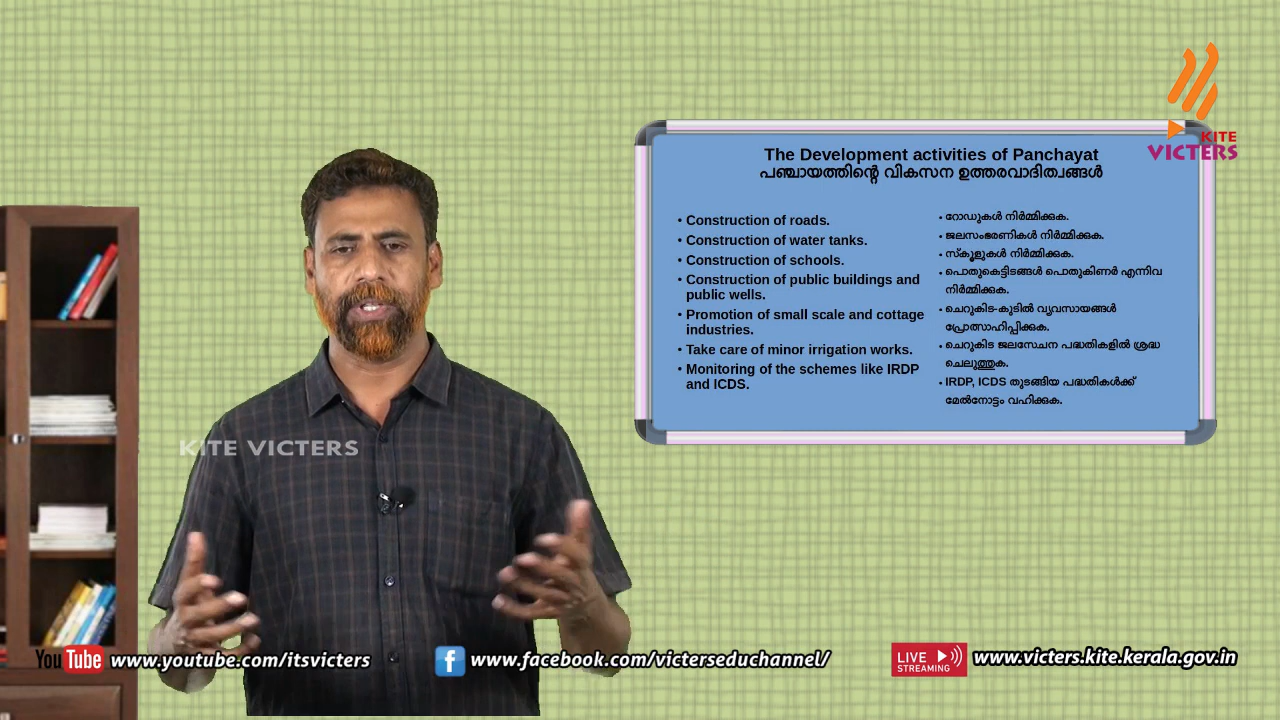 KITE
VICTERS
The Development activities of Panchayat
പഞ്ചായത്തിന്റെ വികസന ഉത്തരവാദിത്വങ്ങൾ
• Construction of roads.
• Construction of water tanks.
• Construction of schools.
• Construction of public buildings and
public wells.
• Promotion of small scale and cottage
industries.
• Take care of minor irrigation works.
• Monitoring of the schemes like IRDP
and ICDS.
• റോഡുകൾ നിർമ്മിക്കുക.
• ജലസംഭരണികൾ നിർമ്മിക്കുക.
• സ്കൂളുകൾ നിർമ്മിക്കുക.
• പൊതുകെട്ടിടങ്ങൾ പൊതുകിണർ എന്നിവ
നിർമ്മിക്കുക.
• ചെറുകിട-കുടിൽ വ്യവസായങ്ങൾ
പ്രോത്സാഹിപ്പിക്കുക.
• ചെറുകിട ജലസേചന പദ്ധതികളിൽ ശ്രദ്ധ
ചെലുത്തുക.
• IRDP, ICDS തുടങ്ങിയ പദ്ധതികൾക്ക്
മേൽനോട്ടം വഹിക്കുക.
KITE VICTERS
YouTube www.youtube.com/itsvicters
f www.facebook.com/victerseduchannel/
LIVE
STREAMING
www.victers.kite.kerala.gov.in